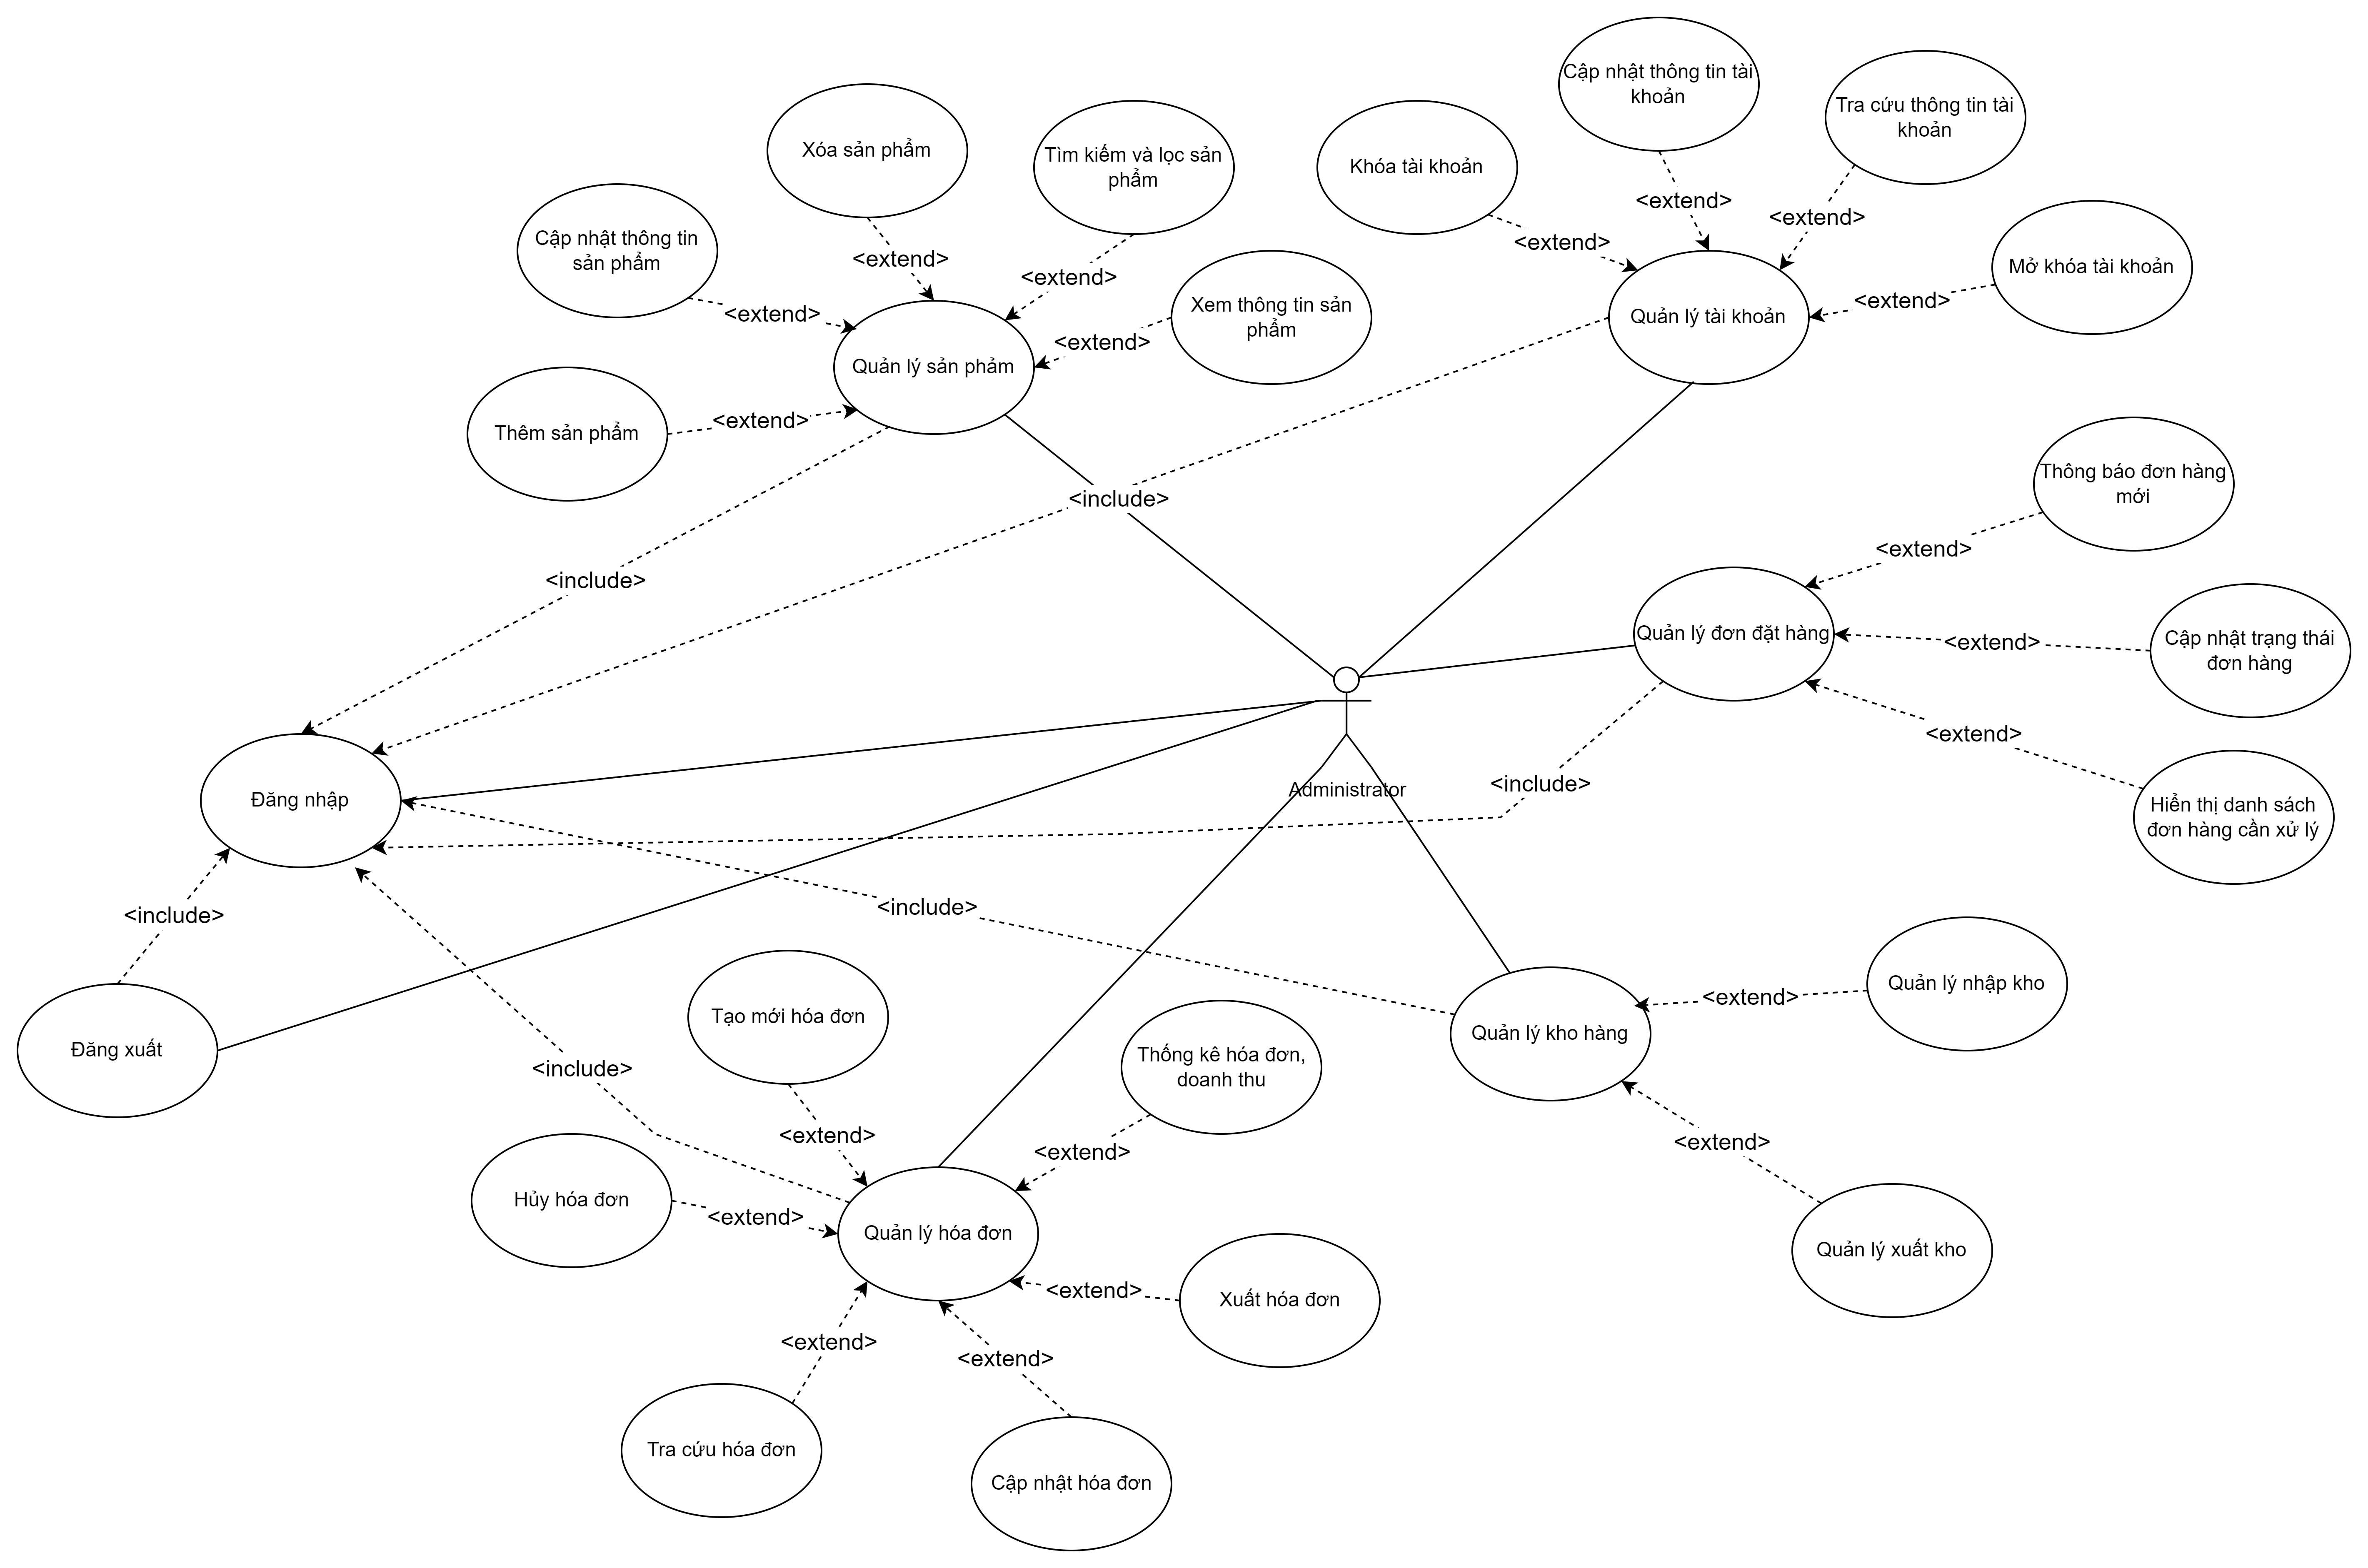 Cập nhật thông tin tài
khoản
Tra cứu thông tin tài
khoản
Xóa sản phẩm
Tìm kiếm và lọc sản
phẩm
Khóa tài khoản
<extend>
<extend>
Cập nhật thông tin
sản phẩm
<extend>
<extend>
<extend>
Mở khóa tài khoản
<extend>
<extend>
Xem thông tin sản
phẩm
Quản lý tài khoản
<extend>
Quản lý sản phảm
Thêm sản phẩm
<extend>
Thông báo đơn hàng
mới
<include>
<extend>
<include>
Quản lý đơn đặt hàng
<extend>
Cập nhật trạng thái
đơn hàng
<extend>
<include>
Administrator
Đăng nhập
Hiển thị danh sách
đơn hàng cần xử lý
<include>
<include>
Quản lý nhập kho
<extend>
Tạo mới hóa đơn
Quản lý kho hàng
Đăng xuất
<include>
Thống kê hóa đơn,
doanh thu
<extend>
<extend>
<extend>
Hủy hóa đơn
<extend>
Quản lý hóa đơn
Quản lý xuất kho
<extend>
Xuất hóa đơn
<extend>
<extend>
Tra cứu hóa đơn
Cập nhật hóa đơn